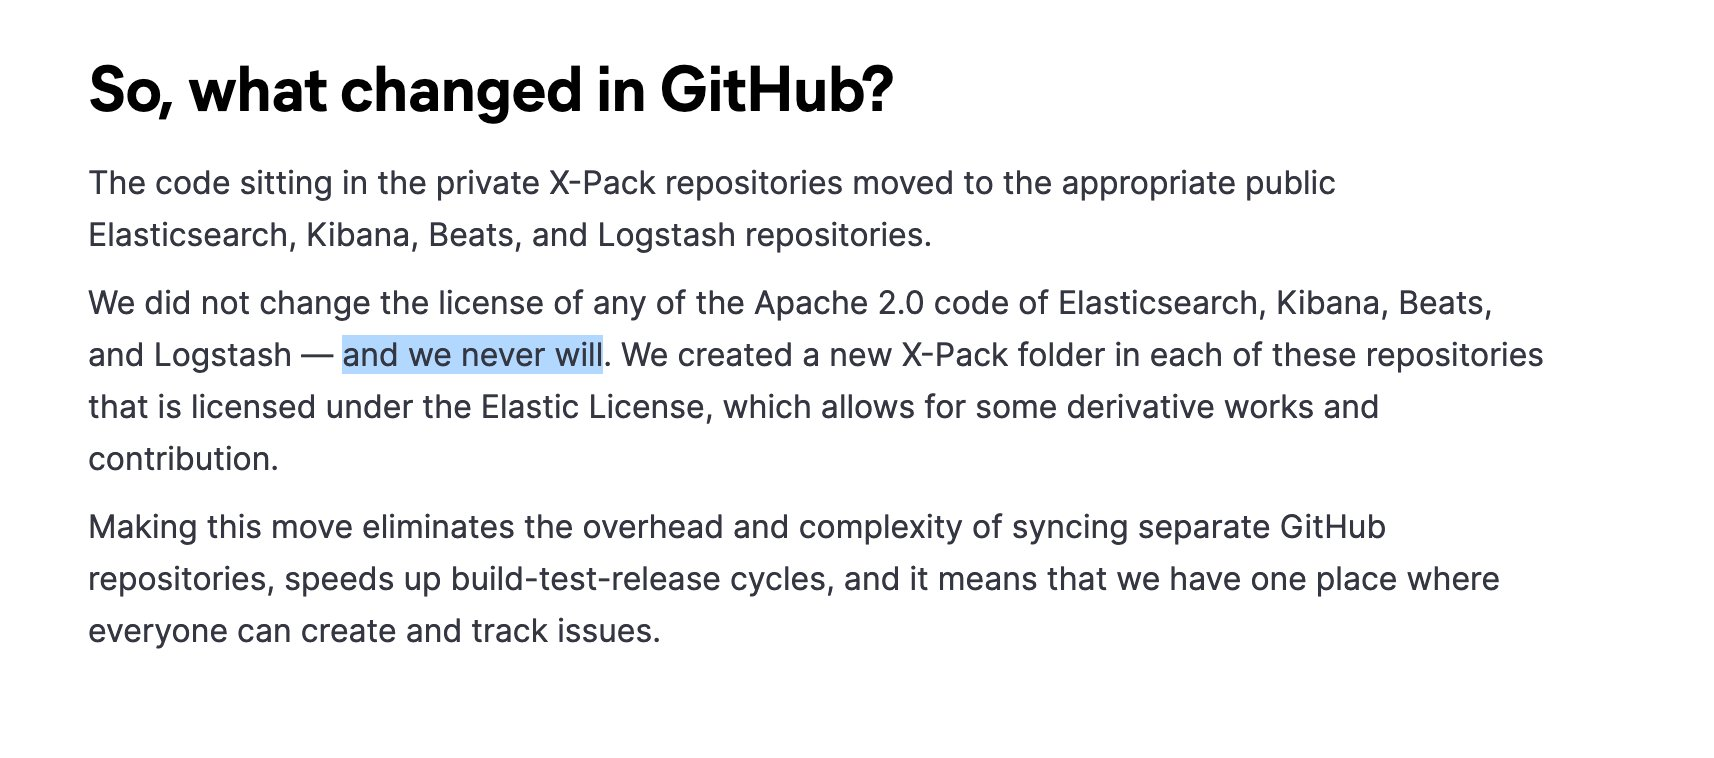 So, what changed in GitHub?
The code sitting in the private X-Pack repositories moved to the appropriate public
Elasticsearch, Kibana, Beats, and Logstash repositories.
We did not change the license of any of the Apache 2.0 code of Elasticsearch, Kibana, Beats,
and Logstash — and we never will. We created a new X-Pack folder in each of these repositories
that is licensed under the Elastic License, which allows for some derivative works and
contribution.
Making this move eliminates the overhead and complexity of syncing separate GitHub
repositories, speeds up build-test-release cycles, and it means that we have one place where
everyone can create and track issues.